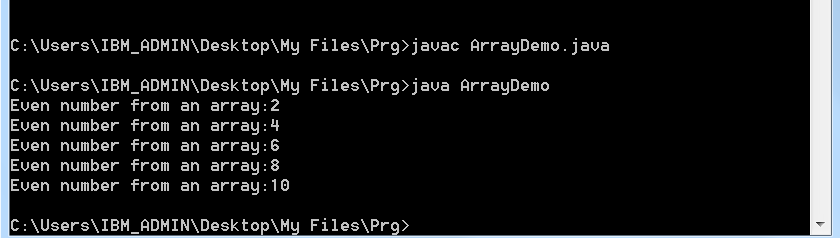 C:\Users\IBM_ADMIN\Desktop\My Files\Prg>javac ArrayDemo.java
C:\Users\IBM_ADMIN\Desktop\My Files\Prg>java ArrayDemo
Even number from an array:2
Even number from an array:4
Even number from an array:6
Even number from an array:8
Even number from an array:10
C:\Users\IBM_ADMIN\Desktop\My Files\Prg>